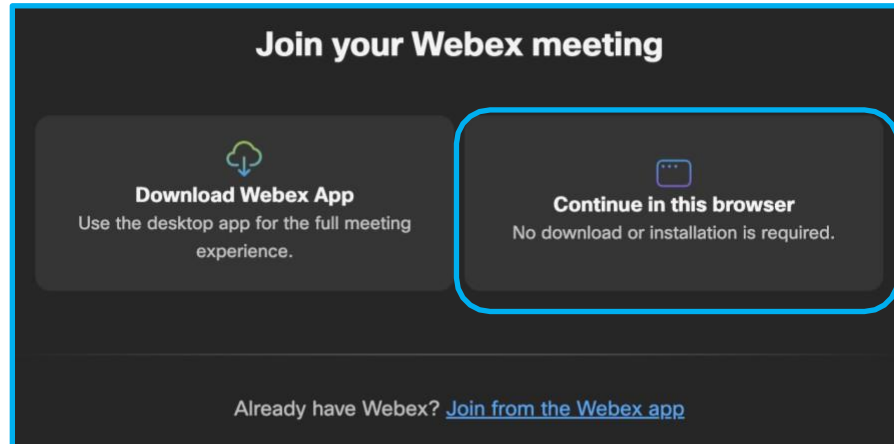 Join your Webex meeting
Download Webex App
Use the desktop app for the full meeting
experience.
Continue in this browser
No download or installation is required.
Already have Webex? Join from the Webex app